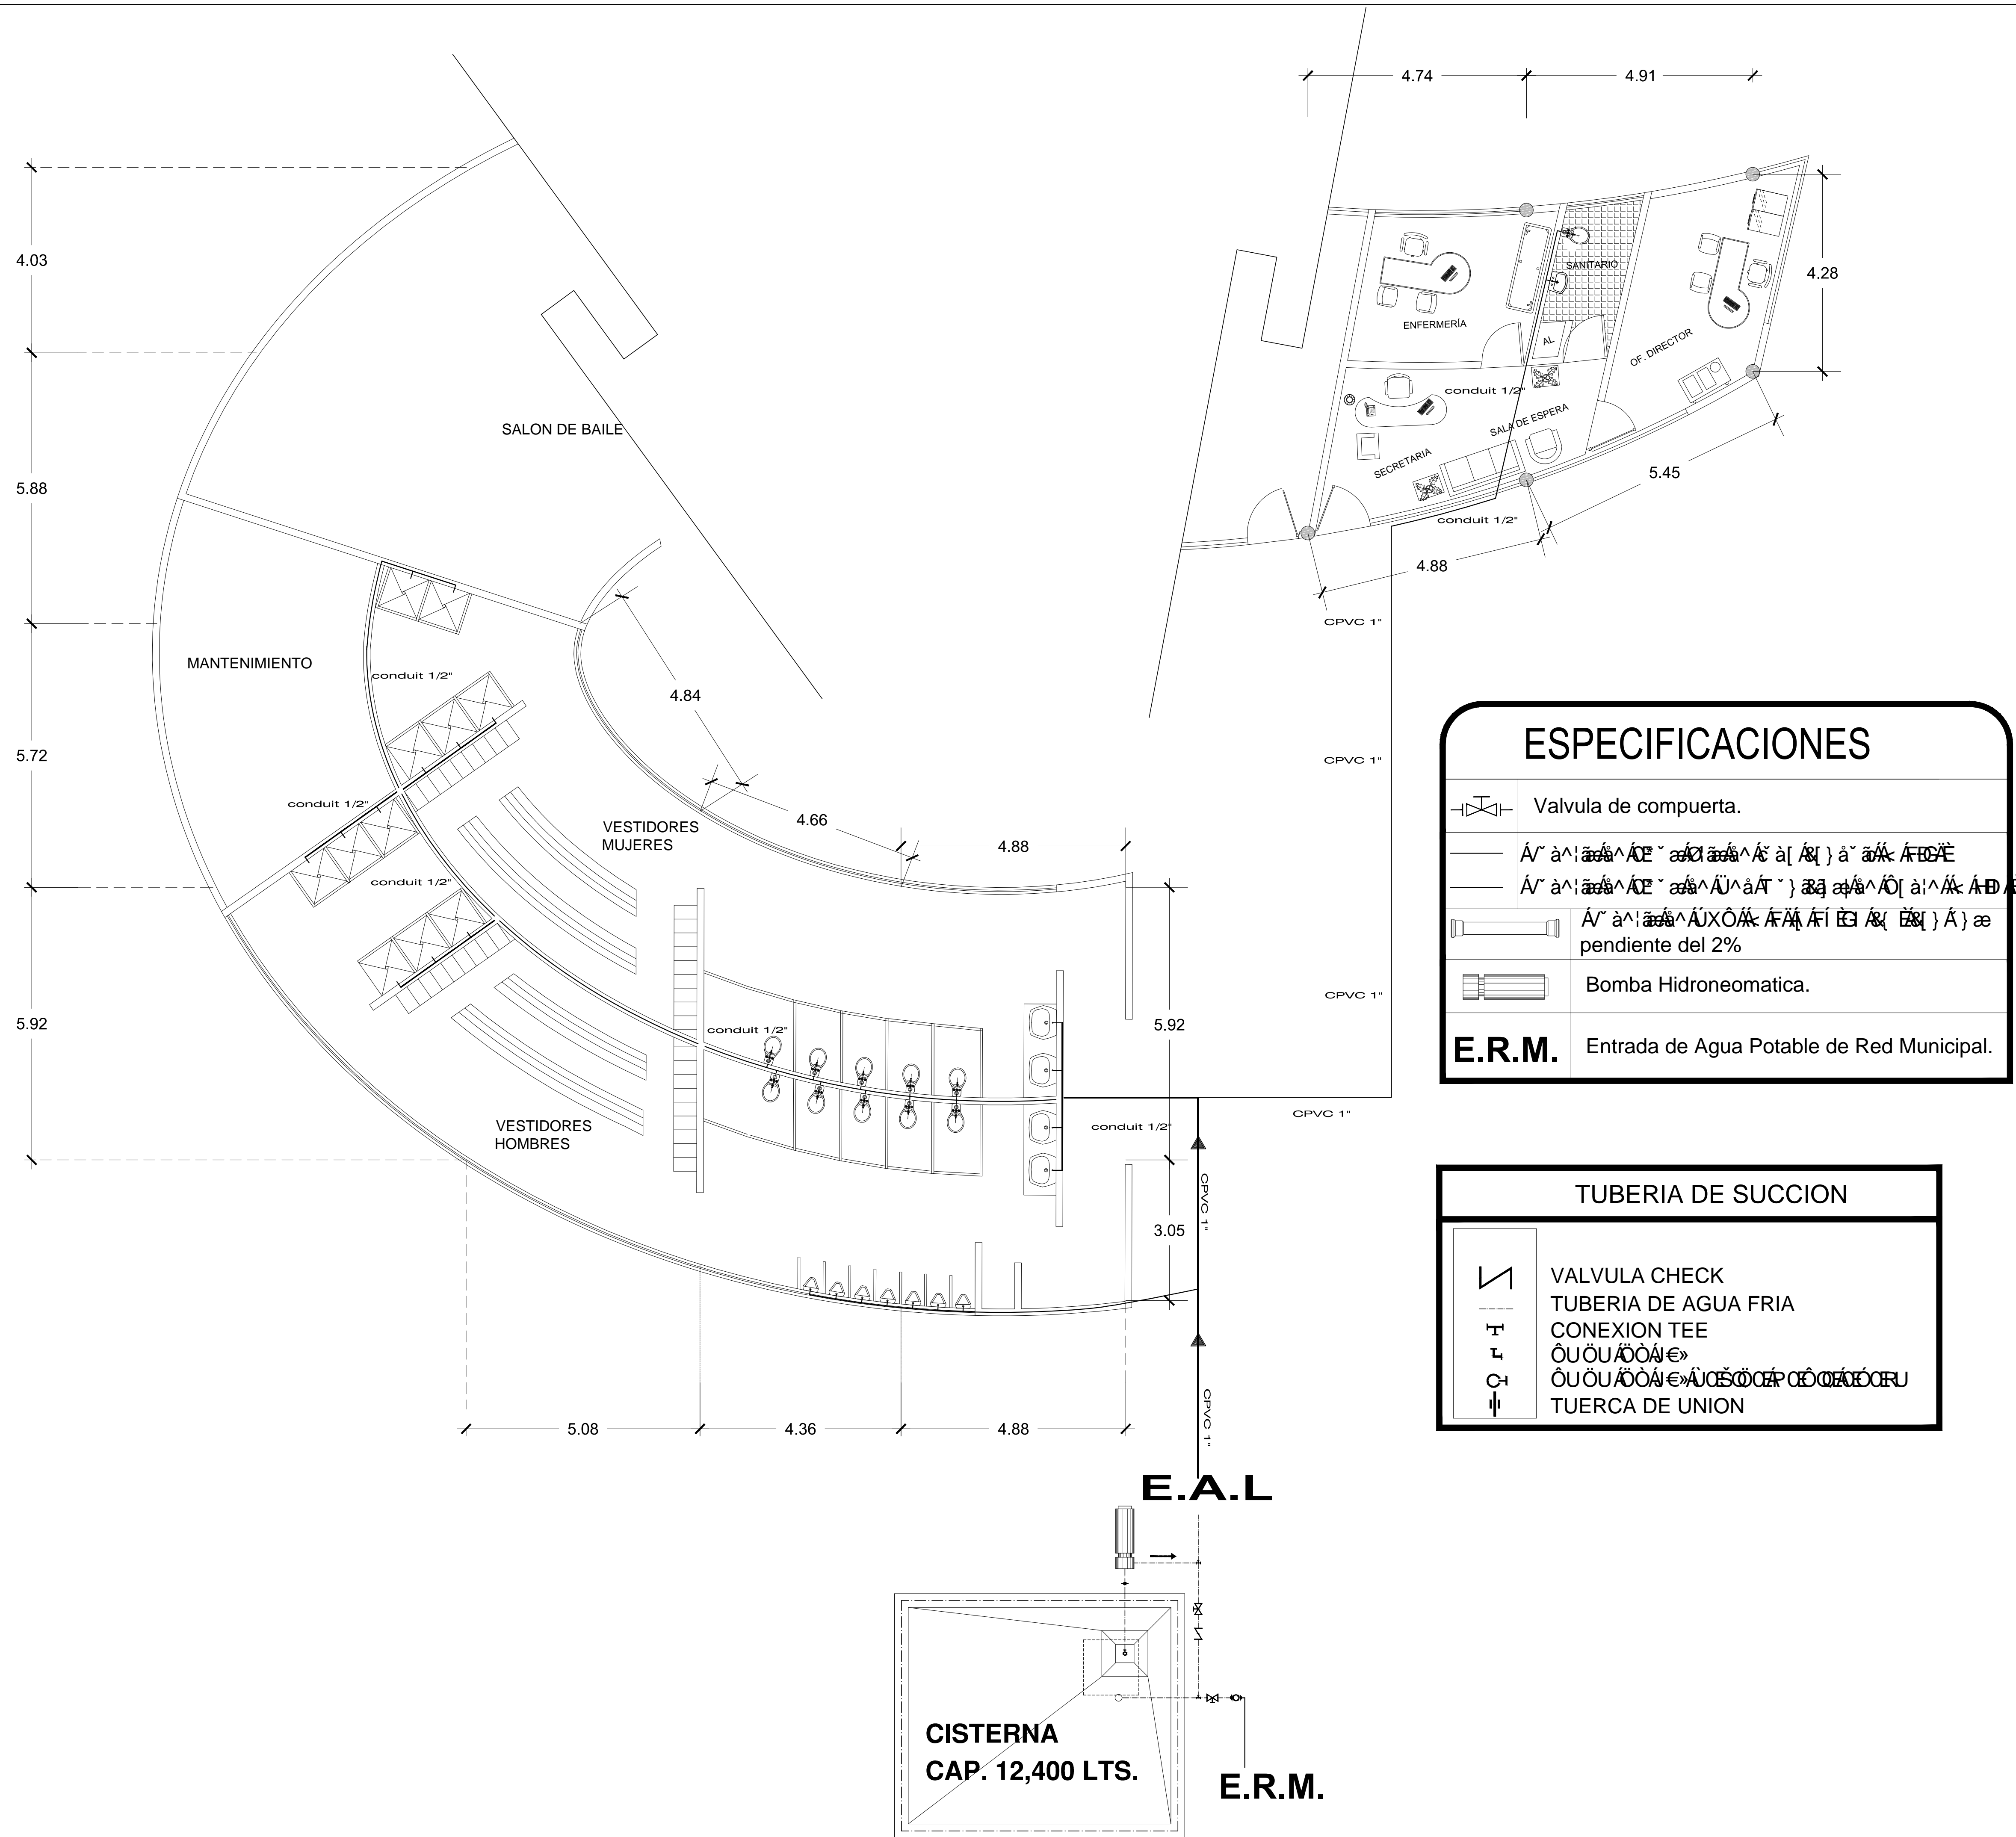 4.74
4.91
4.03
4.28
SANITARIO
ENFERMERÍA
AL
OF. DIRECTOR
conduit 1/2"
SALA DE ESPERA
SALON DE BAILE
SECRETARIA
5.88
5.45
conduit 1/2"
4.88
CPVC 1"
MANTENIMIENTO
conduit 1/2"
4.84
5.72
CPVC 1"
conduit 1/2"
VESTIDORES
MUJERES
4.66
4.88
conduit 1/2"
CPVC 1"
5.92
5.92
conduit 1/2"
CPVC 1"
VESTIDORES
HOMBRES
conduit 1/2"
CPVC 1"
3.05
CPVC 1"
5.08
4.36
4.88
E.A.L
CISTERNA
CAP. 12,400 LTS.
E.R.M.
ESPECIFICACIONES
Valvula de compuerta.
pendiente del 2%
Bomba Hidroneomatica.
E.R.M. Entrada de Agua Potable de Red Municipal.
TUBERIA DE SUCCION
VALVULA CHECK
TUBERIA DE AGUA FRIA
CONEXION TEE
TUERCA DE UNION